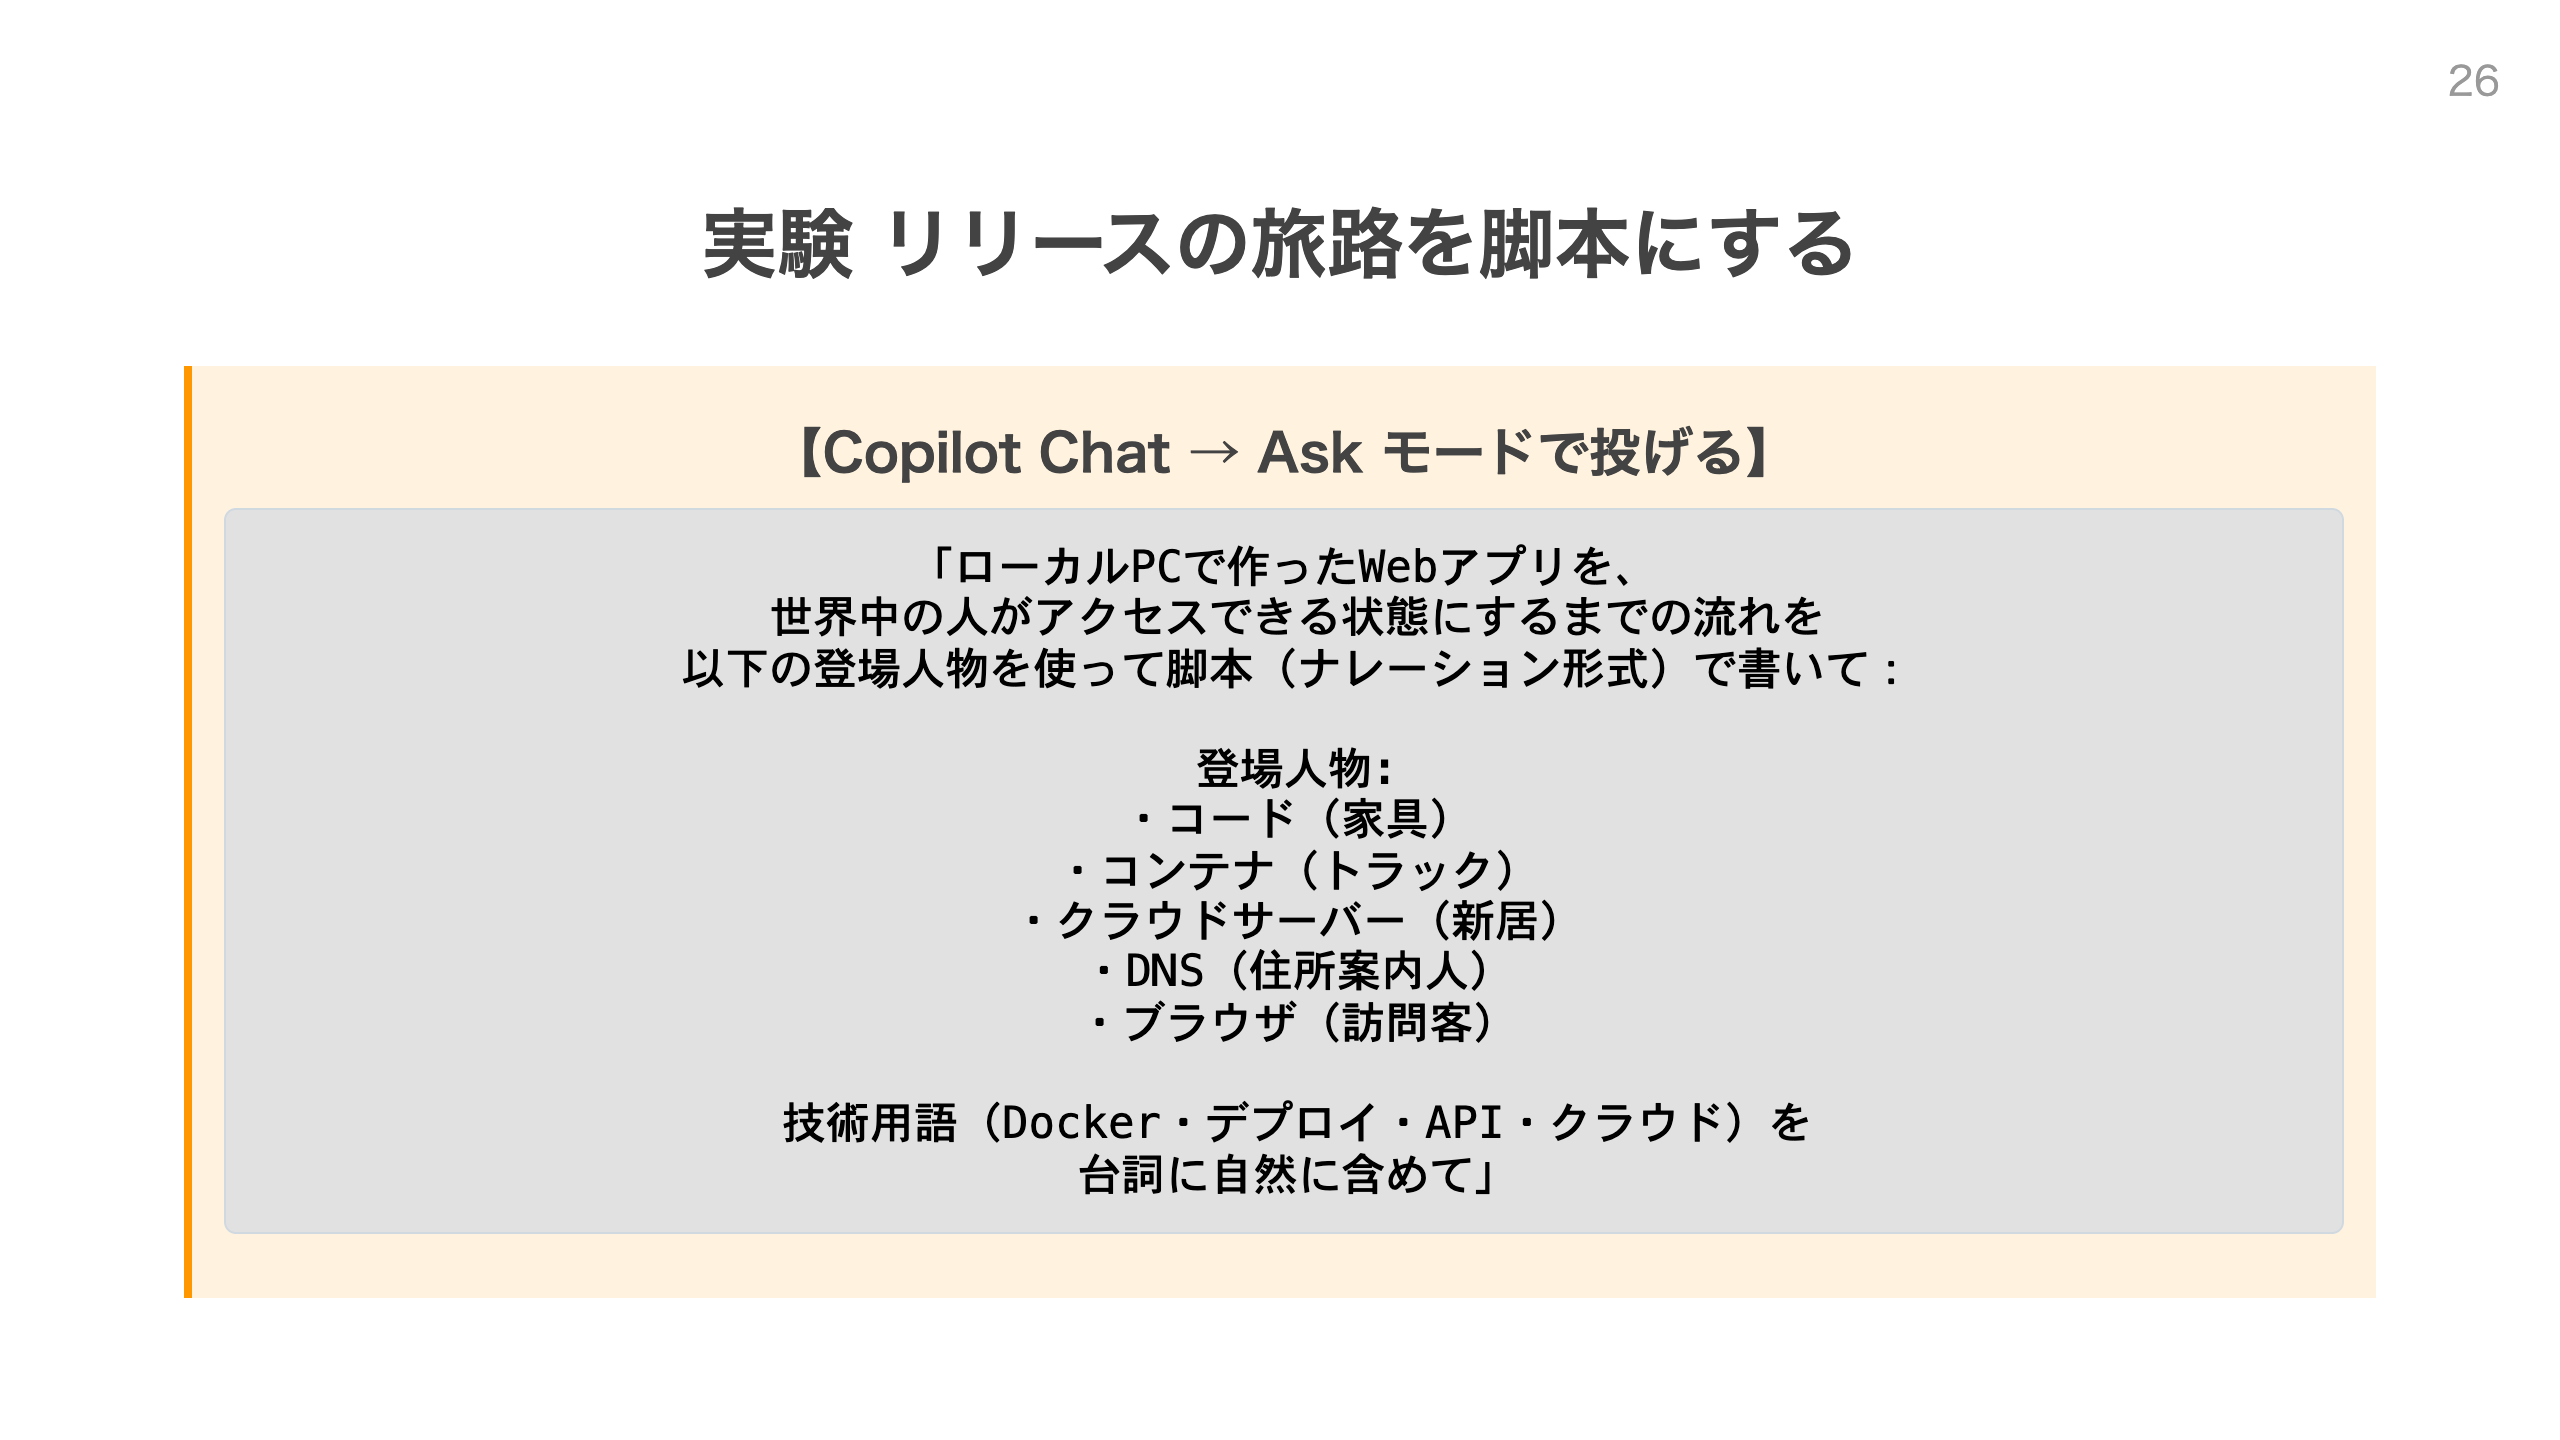 26
実験 リリースの旅路を脚本にする
【Copilot Chat → Ask モードで投げる】
「ローカルPCで作ったWebアプリを、
世界中の人がアクセスできる状態にするまでの流れを
以下の登場人物を使って脚本（ナレーション形式）で書いて：
登場人物:
・コード（家具）
・コンテナ（トラック）
・クラウドサーバー（新居）
・DNS（住所案内人）
・ブラウザ（訪問客）
技術用語（Docker・デプロイ・API・クラウド）を
台詞に自然に含めて」